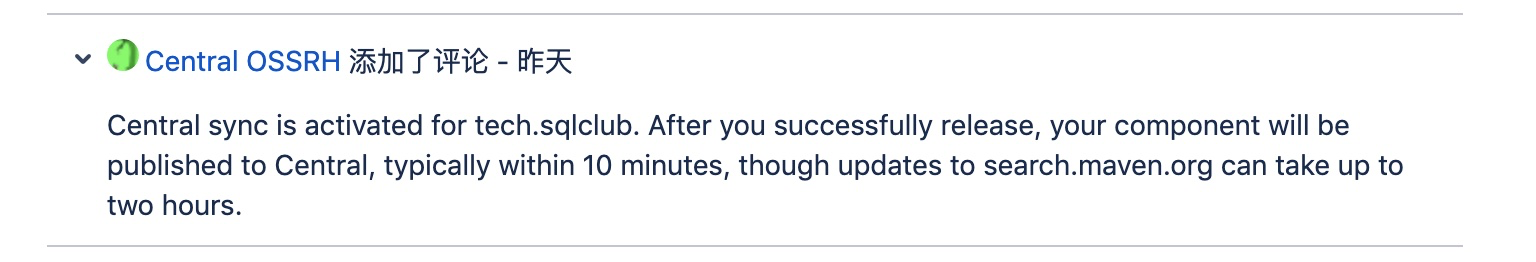 Central OSSRH 添加了评论 - 昨天
Central sync is activated for tech.sqlclub. After you successfully release, your component will be
published to Central, typically within 10 minutes, though updates to search.maven.org can take up to
two hours.